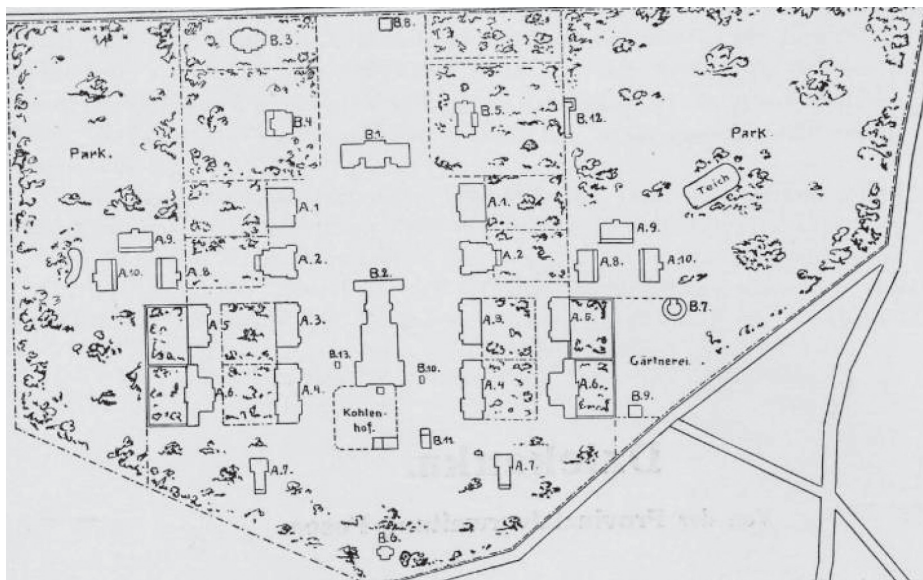 B.8.
B.3.
B.4
B.5.
B.12.
B.1.
Park.
Park.
Teich
A.1
A.1.
A.9.
A.9.
A.2.
A.2
A.10.
A.8.
A.8.
A.10.
B.2.
A.5
A.3.
A.3.
A.5.
B.7.
Gärtnerei.
B.13.
B.10.
A.6.
A.4.
A.4
A.6.
B.9.
Kohlen-
hof.
B.11.
A.7.
A.7.
B.6.